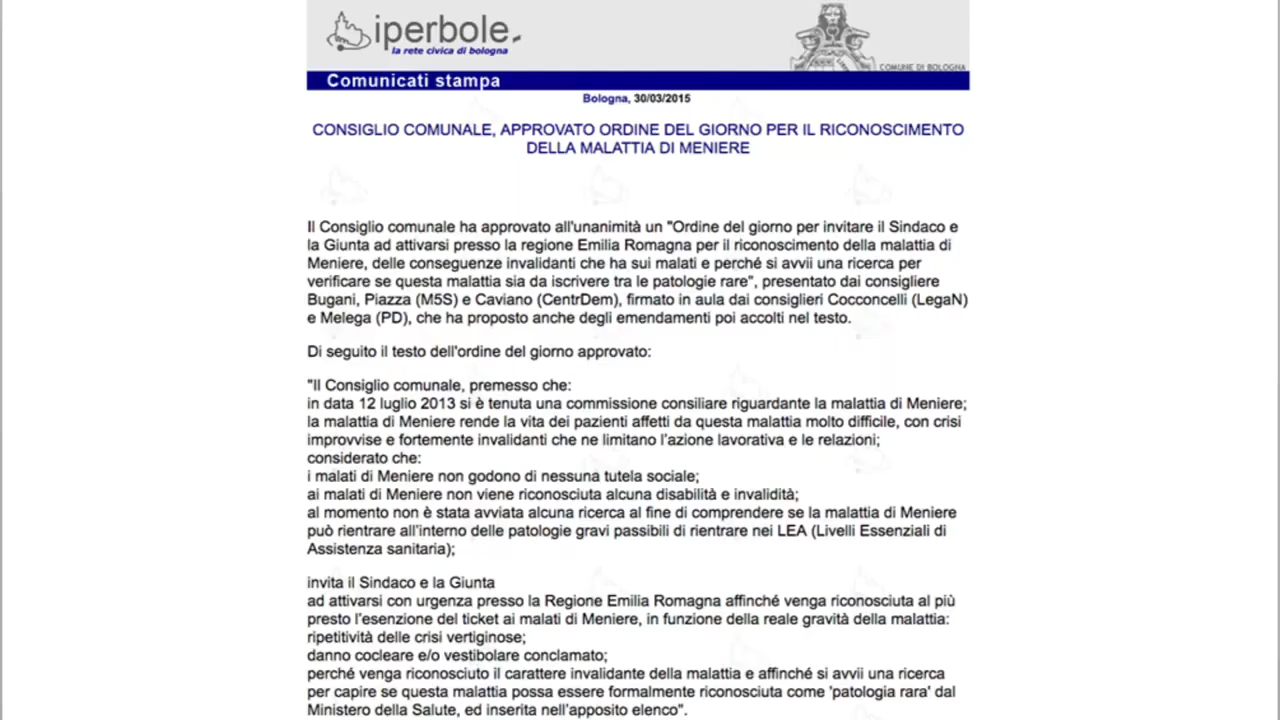 iperbole
la rete civica di bologna
COMUNE DI BOLOGNA
Comunicati stampa
Bologna, 30/03/2015
CONSIGLIO COMUNALE, APPROVATO ORDINE DEL GIORNO PER IL RICONOSCIMENTO
DELLA MALATTIA DI MENIERE
Il Consiglio comunale ha approvato all'unanimità un "Ordine del giorno per invitare il Sindaco e
la Giunta ad attivarsi presso la regione Emilia Romagna per il riconoscimento della malattia di
Meniere, delle conseguenze invalidanti che ha sui malati e perché si avvii una ricerca per
verificare se questa malattia sia da iscrivere tra le patologie rare", presentato dai consigliere
Bugani, Piazza (M5S) e Caviano (CentrDem), firmato in aula dai consiglieri Cocconcelli (LegaN)
e Melega (PD), che ha proposto anche degli emendamenti poi accolti nel testo.
Di seguito il testo dell'ordine del giorno approvato:
"Il Consiglio comunale, premesso che:
in data 12 luglio 2013 si è tenuta una commissione consiliare riguardante la malattia di Meniere;
la malattia di Meniere rende la vita dei pazienti affetti da questa malattia molto difficile, con crisi
improvvise e fortemente invalidanti che ne limitano l'azione lavorativa e le relazioni;
considerato che:
i malati di Meniere non godono di nessuna tutela sociale;
ai malati di Meniere non viene riconosciuta alcuna disabilità e invalidità;
al momento non è stata avviata alcuna ricerca al fine di comprendere se la malattia di Meniere
può rientrare all'interno delle patologie gravi passibili di rientrare nei LEA (Livelli Essenziali di
Assistenza sanitaria);
invita il Sindaco e la Giunta
ad attivarsi con urgenza presso la Regione Emilia Romagna affinché venga riconosciuta al più
presto l'esenzione del ticket ai malati di Meniere, in funzione della reale gravità della malattia:
ripetitività delle crisi vertiginose;
danno cocleare e/o vestibolare conclamato;
perché venga riconosciuto il carattere invalidante della malattia e affinché si avvii una ricerca
per capire se questa malattia possa essere formalmente riconosciuta come 'patologia rara' dal
Ministero della Salute, ed inserita nell'apposito elenco".